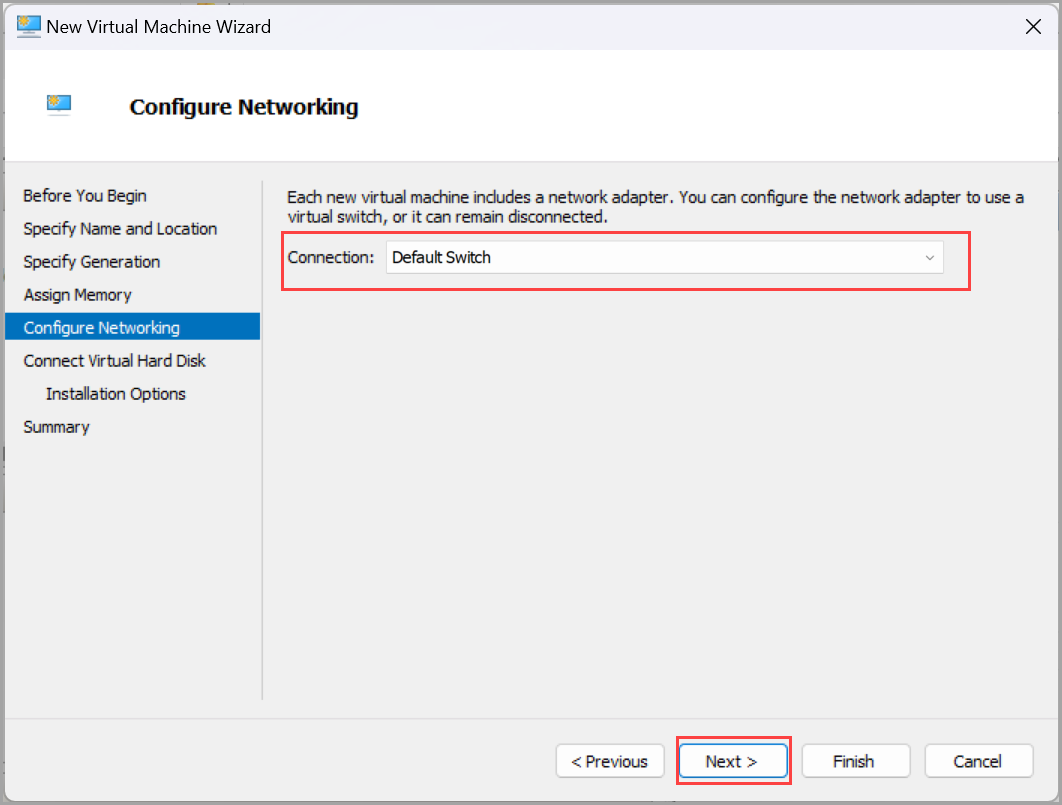 New Virtual Machine Wizard
Configure Networking
Before You Begin
Specify Name and Location
Specify Generation
Assign Memory
Configure Networking
Connect Virtual Hard Disk
Installation Options
Summary
Each new virtual machine includes a network adapter. You can configure the network adapter to use a
virtual switch, or it can remain disconnected.
Connection: Default Switch
< Previous Next > Finish Cancel